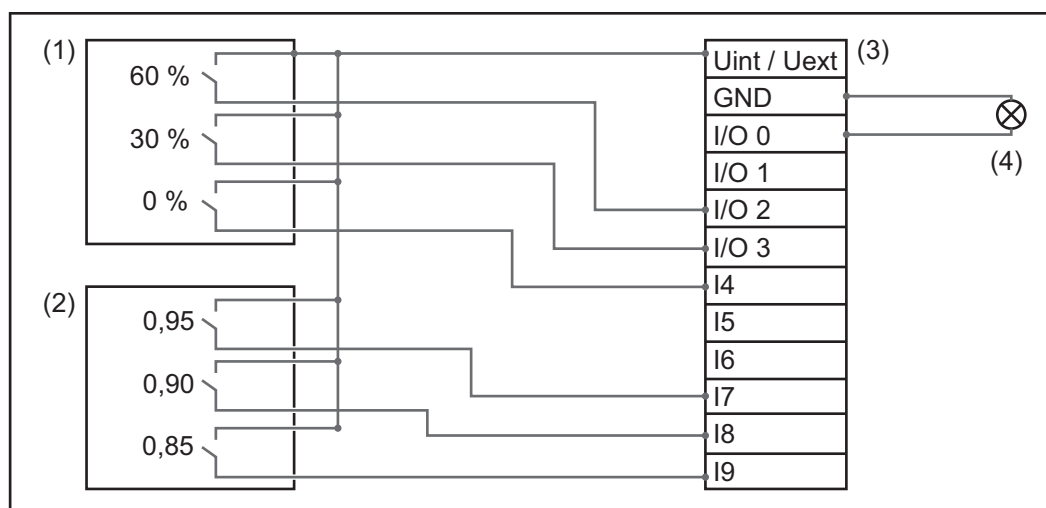 (1)
60 %
30 %
0 %
(2)
0,95
0,90
0,85
(3)
Uint / Uext
GND
I/O 0
I/O 1
I/O 2
I/O 3
I4
I5
I6
I7
I8
I9
(4)